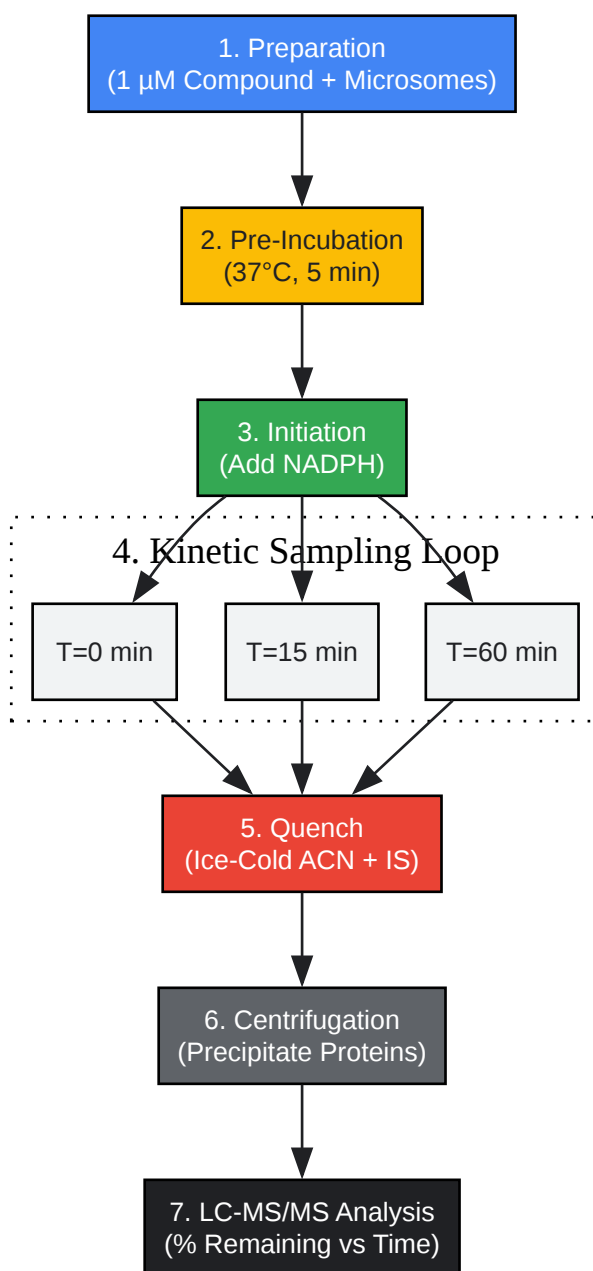 1. Preparation
(1 µM Compound + Microsomes)
2. Pre-Incubation
(37°C, 5 min)
3. Initiation
(Add NADPH)
4. Kinetic Sampling Loop
T=0 min
T=15 min
T=60 min
5. Quench
(Ice-Cold ACN + IS)
6. Centrifugation
(Precipitate Proteins)
7. LC-MS/MS Analysis
(% Remaining vs Time)